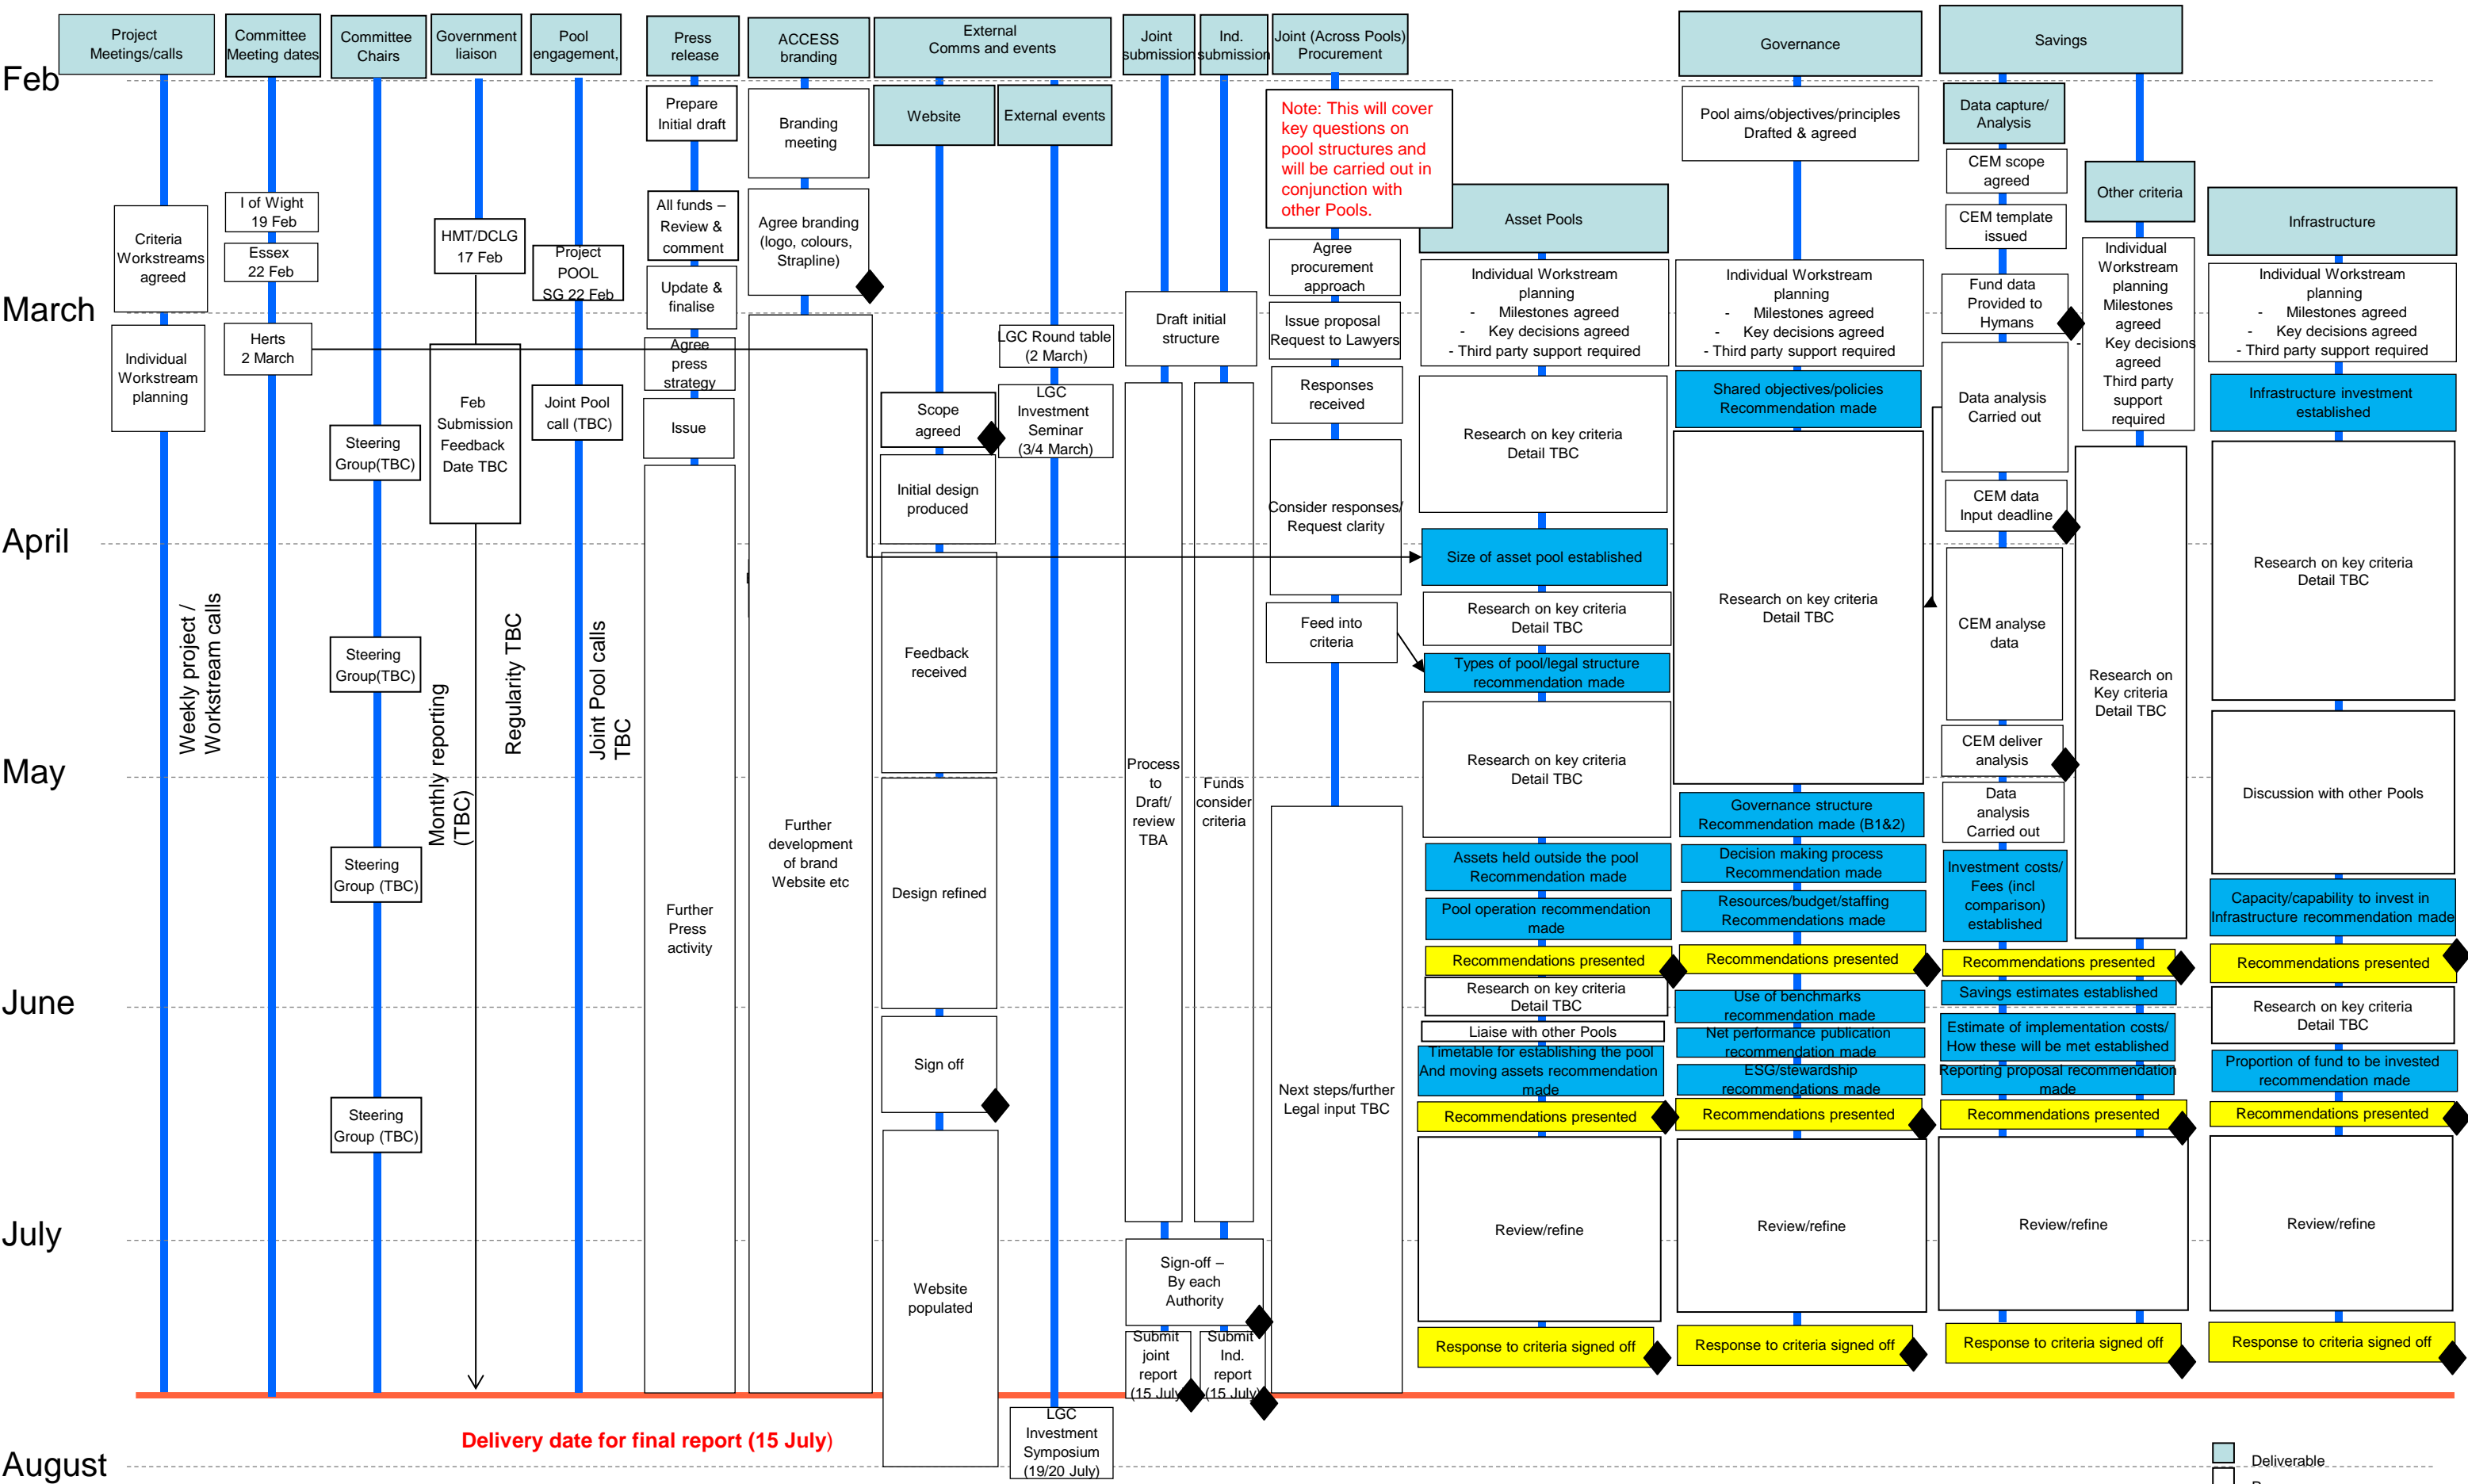 Project
Meetings/calls
Committee
Meeting dates
Committee
Chairs
Government
liaison
Pool
engagement,
Press
release
ACCESS
branding
External
Comms and events
Joint
submission
Ind.
submission
Joint (Across Pools)
Procurement
Governance
Savings
Feb
March
April
May
June
July
August
Criteria
Workstreams
agreed
Individual
Workstream
planning
Weekly project /
Workstream calls
I of Wight
19 Feb
Essex
22 Feb
Herts
2 March
Steering
Group(TBC)
Steering
Group(TBC)
Steering
Group (TBC)
Steering
Group (TBC)
HMT/DCLG
17 Feb
Feb
Submission
Feedback
Date TBC
Monthly reporting
(TBC)
Regularity TBC
Project
POOL
SG 22 Feb
Joint Pool
call (TBC)
Joint Pool calls
TBC
Prepare
Initial draft
All funds –
Review &
comment
Update &
finalise
Agree
press
strategy
Issue
Further
Press
activity
Branding
meeting
Agree branding
(logo, colours,
Strapline)
Further
development
of brand
Website etc
Website
Scope
agreed
Initial design
produced
Feedback
received
Design refined
Sign off
Website
populated
External events
LGC Round table
(2 March)
LGC
Investment
Seminar
(3/4 March)
LGC
Investment
Symposium
(19/20 July)
Draft initial
structure
Process
to
Draft/
review
TBA
Funds
consider
criteria
Sign-off –
By each
Authority
Submit
joint
report
(15 July)
Submit
Ind.
report
(15 July)
Note: This will cover
key questions on
pool structures and
will be carried out in
conjunction with
other Pools.
Agree
procurement
approach
Issue proposal
Request to Lawyers
Responses
received
Consider responses/
Request clarity
Feed into
criteria
Next steps/further
Legal input TBC
Asset Pools
Individual Workstream
planning
- Milestones agreed
- Key decisions agreed
- Third party support required
Research on key criteria
Detail TBC
Size of asset pool established
Research on key criteria
Detail TBC
Types of pool/legal structure
recommendation made
Research on key criteria
Detail TBC
Assets held outside the pool
Recommendation made
Pool operation recommendation
made
Recommendations presented
Research on key criteria
Detail TBC
Liaise with other Pools
Timetable for establishing the pool
And moving assets recommendation
made
Recommendations presented
Review/refine
Response to criteria signed off
Pool aims/objectives/principles
Drafted & agreed
Individual Workstream
planning
- Milestones agreed
- Key decisions agreed
- Third party support required
Shared objectives/policies
Recommendation made
Research on key criteria
Detail TBC
Governance structure
Recommendation made (B1&2)
Decision making process
Recommendation made
Resources/budget/staffing
Recommendations made
Recommendations presented
Use of benchmarks
recommendation made
Net performance publication
recommendation made
ESG/stewardship
recommendations made
Recommendations presented
Review/refine
Response to criteria signed off
Data capture/
Analysis
CEM scope
agreed
CEM template
issued
Fund data
Provided to
Hymans
Data analysis
Carried out
CEM data
Input deadline
CEM analyse
data
CEM deliver
analysis
Data
analysis
Carried out
Investment costs/
Fees (incl
comparison)
established
Other criteria
Individual
Workstream
planning
Milestones
agreed
- Key decisions
agreed
Third party
support
required
Research on
Key criteria
Detail TBC
Recommendations presented
Savings estimates established
Estimate of implementation costs/
How these will be met established
Reporting proposal recommendation
made
Recommendations presented
Review/refine
Response to criteria signed off
Infrastructure
Individual Workstream
planning
- Milestones agreed
- Key decisions agreed
- Third party support required
Infrastructure investment
established
Research on key criteria
Detail TBC
Discussion with other Pools
Capacity/capability to invest in
Infrastructure recommendation made
Recommendations presented
Research on key criteria
Detail TBC
Proportion of fund to be invested
recommendation made
Recommendations presented
Review/refine
Response to criteria signed off
Delivery date for final report (15 July)
Deliverable